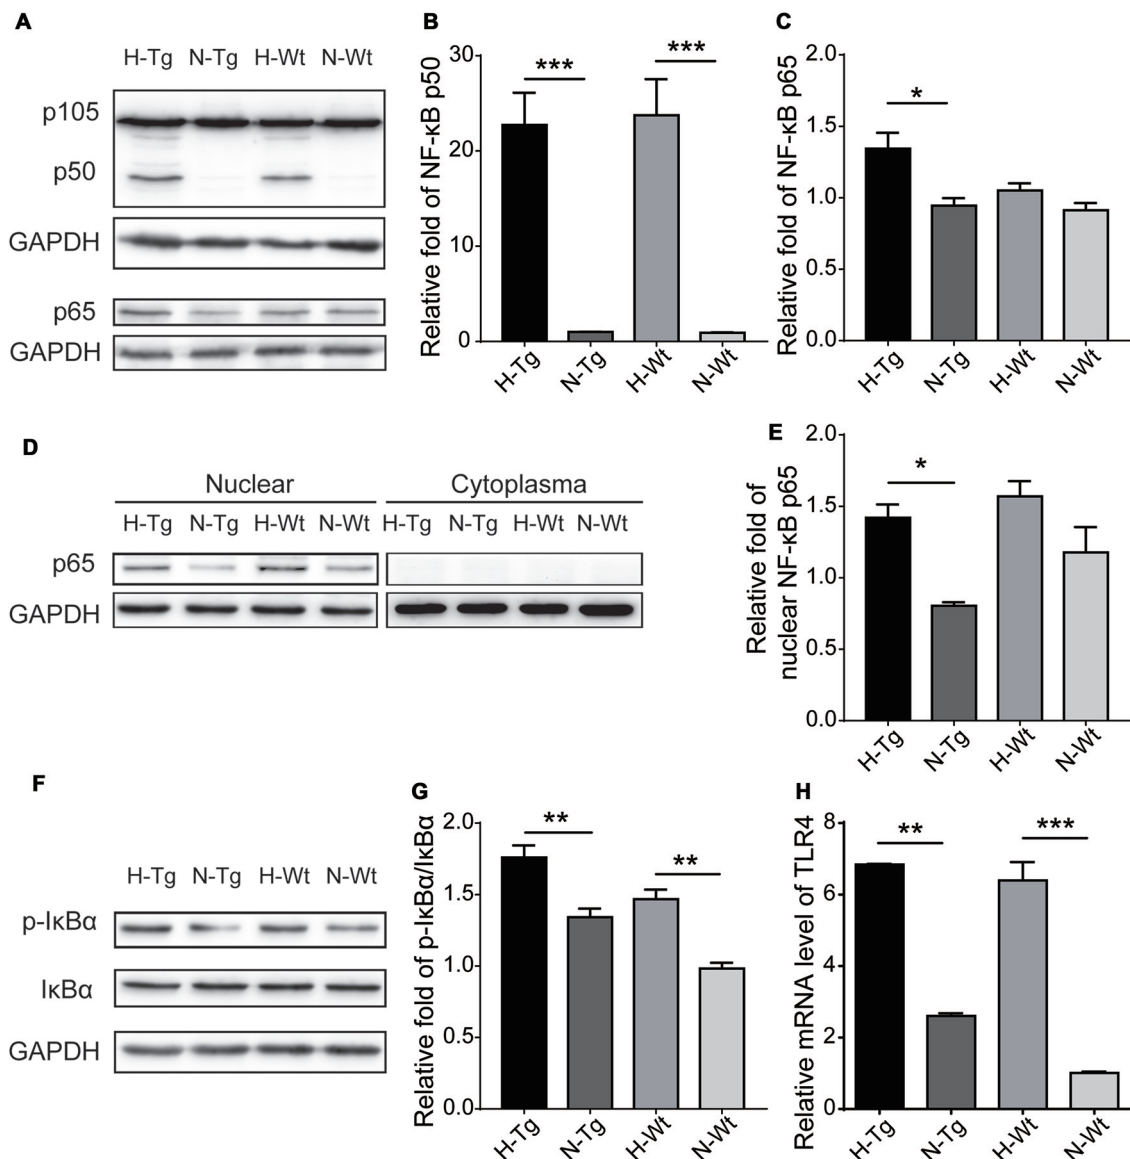 A
H-Tg N-Tg H-Wt N-Wt
p105
p50
GAPDH
p65
GAPDH
B
Relative fold of NF-κB p50
30
20
10
0
***
***
H-Tg
N-Tg
H-Wt
N-Wt
C
Relative fold of NF-κB p65
2.0
1.5
1.0
0.5
0.0
*
H-Tg
N-Tg
H-Wt
N-Wt
D
Nuclear
Cytoplasma
H-Tg N-Tg H-Wt N-Wt H-Tg N-Tg H-Wt N-Wt
p65
GAPDH
E
Relative fold of
nuclear NF-κB p65
2.0
1.5
1.0
0.5
0.0
*
H-Tg
N-Tg
H-Wt
N-Wt
F
H-Tg N-Tg H-Wt N-Wt
p-IκBα
IκBα
GAPDH
G
Relative fold of p-IκBα/IκBα
2.0
1.5
1.0
0.5
0.0
**
**
H-Tg
N-Tg
H-Wt
N-Wt
H
Relative mRNA level of TLR4
8
6
4
2
0
**
***
H-Tg
N-Tg
H-Wt
N-Wt